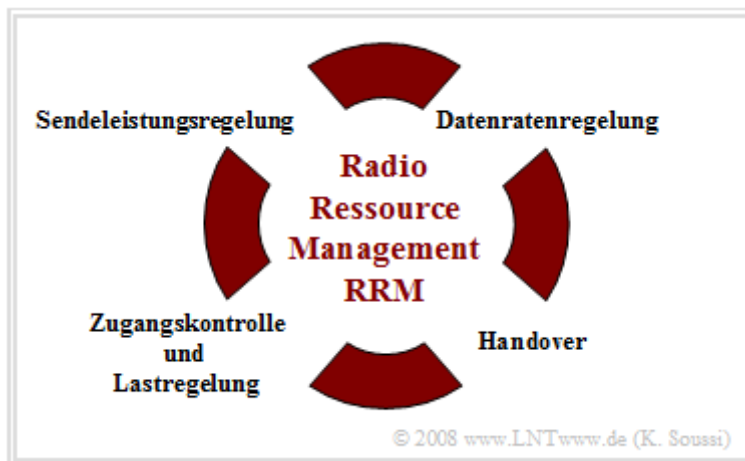 Sendeleistungsregelung
Datenratenregelung
Radio
Ressource
Management
RRM
Zugangskontrolle
und
Lastregelung
Handover
© 2008 www.LNTwww.de (K. Soussi)